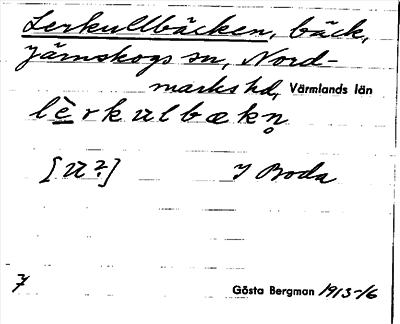 Lerkullbäcken, bäck,
Järnskogs sn, Nord-
marks hd, Värmlands län
lèrkulbækn̥
[u?] Y Boda
7 Gösta Bergman 1913-16